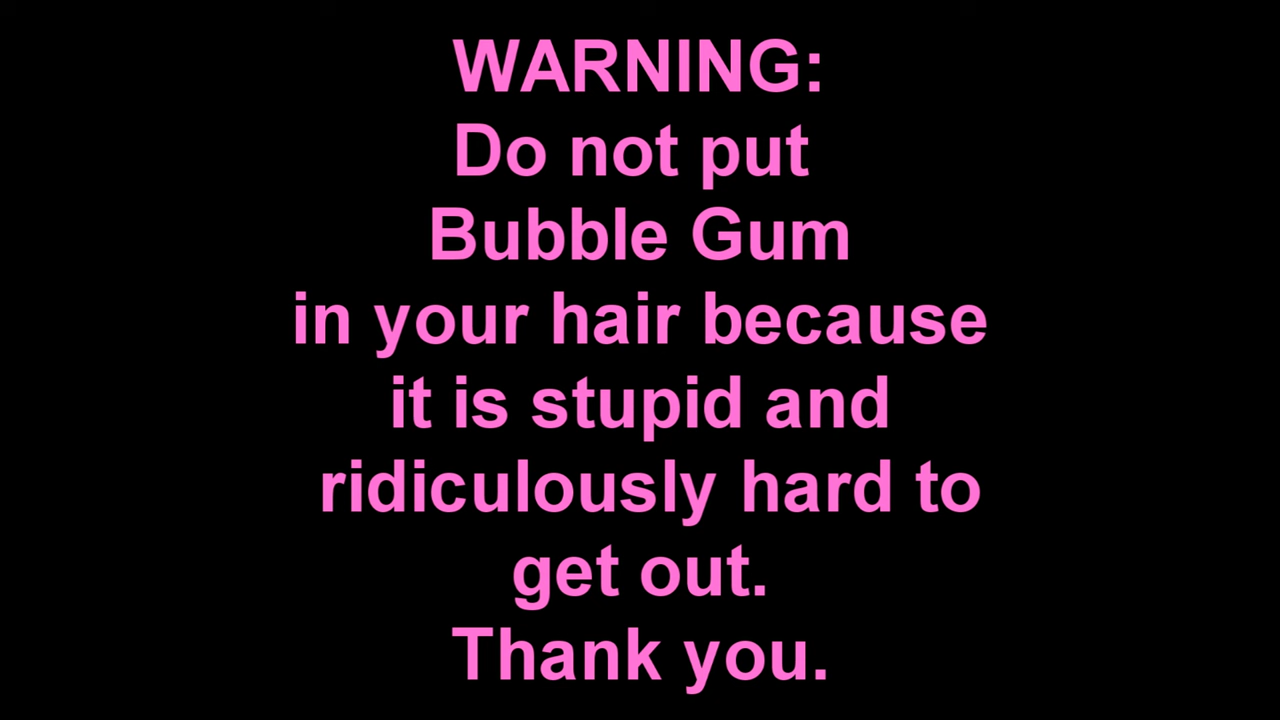 WARNING:
Do not put
Bubble Gum
in your hair because
it is stupid and
ridiculously hard to
get out.
Thank you.